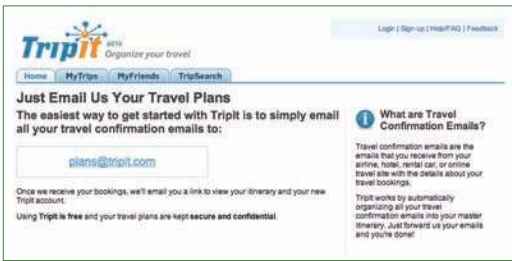 Login | Sign-up | Help/FAQ | Feedback
TripIt BETA
Organize your travel
Home MyTrips MyFriends TripSearch
Just Email Us Your Travel Plans
The easiest way to get started with TripIt is to simply email
all your travel confirmation emails to:
plans@tripit.com
Once we receive your bookings, we'll email you a link to view your itinerary and your new
TripIt account.
Using TripIt is free and your travel plans are kept secure and confidential.
What are Travel
Confirmation Emails?
Travel confirmation emails are the
emails that you receive from your
airline, hotel, rental car, or online
travel site with the details about your
travel bookings.
TripIt works by automatically
organizing all your travel
confirmation emails into your master
itinerary. Just forward us your emails
and you're done!